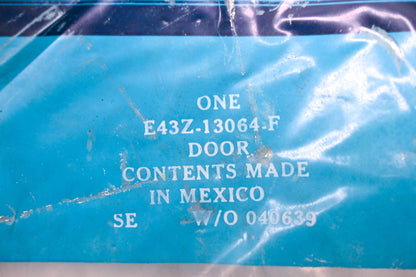 ONE
E43Z-13064-F
DOOR
CONTENTS MADE
IN MEXICO
SE W/O 040639